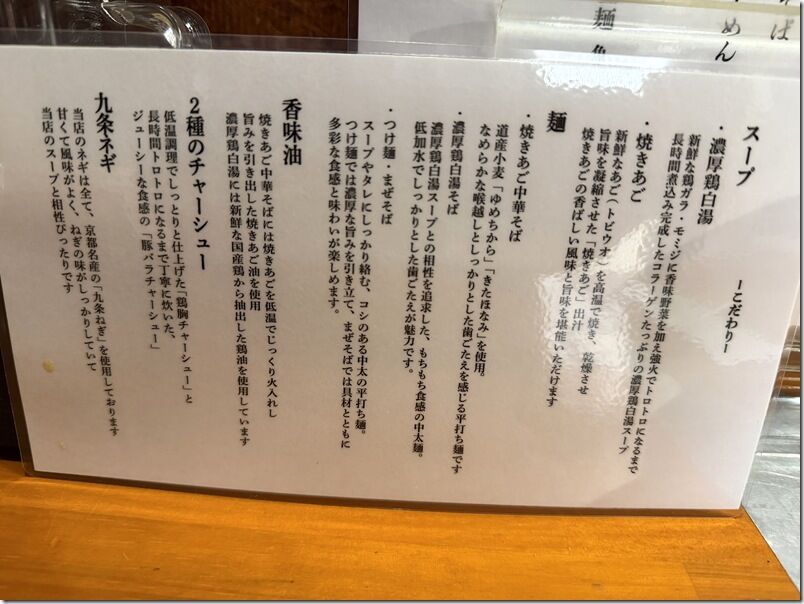 ーこだわりー
スープ
・濃厚鶏白湯
新鮮な鶏ガラ・モミジに香味野菜を加え強火でトロトロになるまで
長時間煮込み完成したコラーゲンたっぷりの濃厚鶏白湯スープ
・焼きあご
新鮮なあご(トビウオ)を高温で焼き、乾燥させ
旨味を凝縮させた「焼きあご」出汁
焼きあごの香ばしい風味と旨味を堪能いただけます
麺
・焼きあご中華そば
道産小麦「ゆめちから」「きたほなみ」を使用。
なめらかな喉越しとしっかりとした歯ごたえを感じる平打ち麺です
・濃厚鶏白湯そば
濃厚鶏白湯スープとの相性を追求した、もちもち食感の中太麺。
低加水でしっかりとした歯ごたえが魅力です。
・つけ麺・まぜそば
スープやタレにしっかり絡む、コシのある中太の平打ち麺。
つけ麺では濃厚な旨みを引き立て、まぜそばでは具材とともに
多彩な食感と味わいが楽しめます。
香味油
焼きあご中華そばには焼きあごを低温でじっくり火入れし
旨みを引き出した焼きあご油を使用
濃厚鶏白湯には新鮮な国産鶏から抽出した鶏油を使用しています
2種のチャーシュー
低温調理でしっとりと仕上げた「鶏胸チャーシュー」と
長時間トロトロになるまで丁寧に炊いた、
ジューシーな食感の「豚バラチャーシュー」
九条ネギ
当店のネギは全て、京都名産の「九条ねぎ」を使用しております
甘くて風味がよく、ねぎの味がしっかりしていて
当店のスープと相性ぴったりです